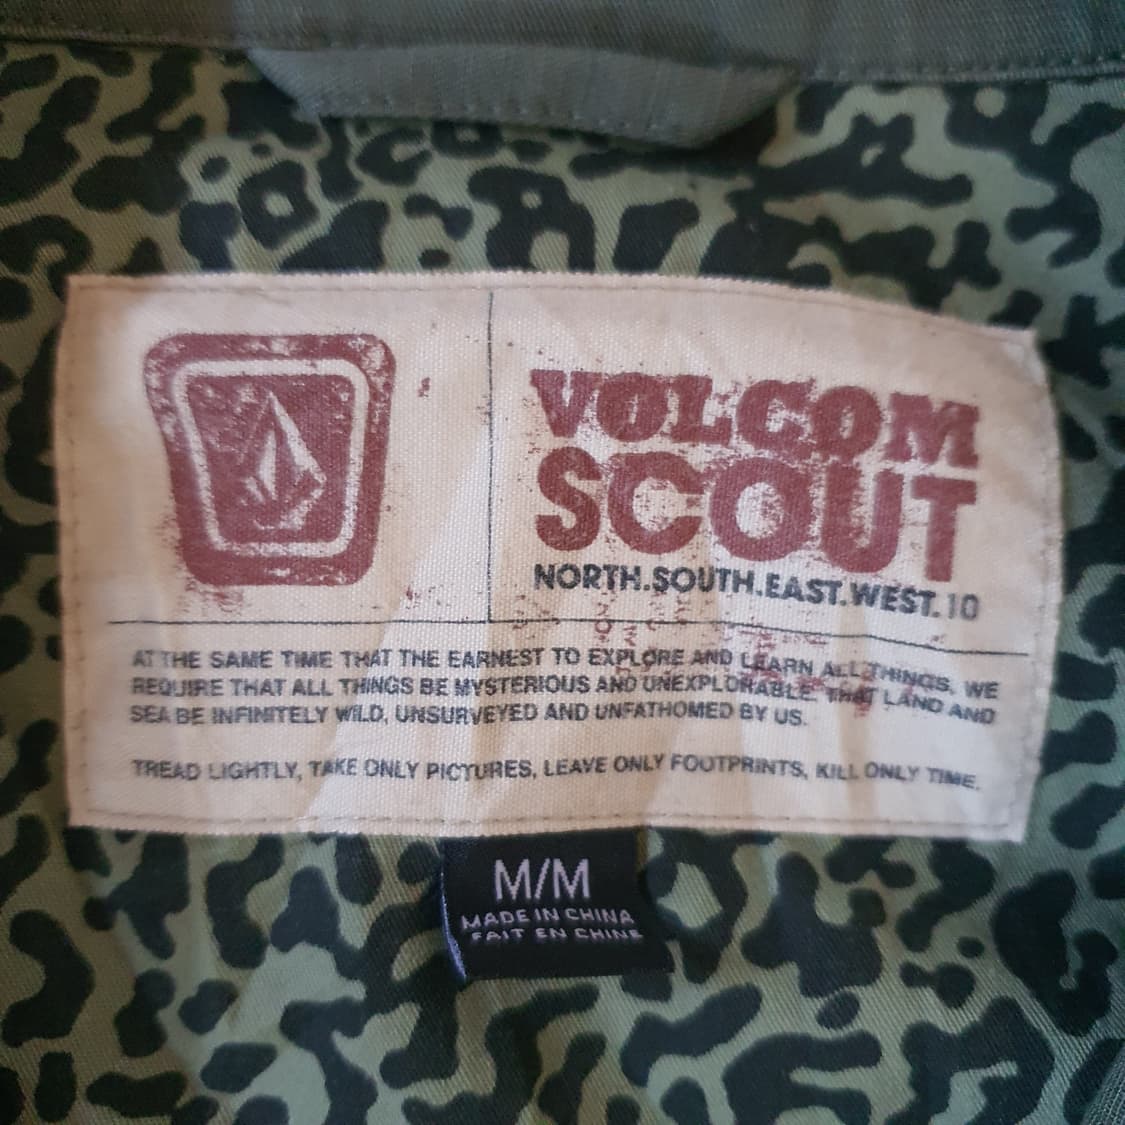 VOLCOM
SCOUT
NORTH.SOUTH.EAST.WEST.10
AT THE SAME TIME THAT THE EARNEST TO EXPLORE AND LEARN ALL THINGS, WE
REQUIRE THAT ALL THINGS BE MYSTERIOUS AND UNEXPLORABLE THAT LAND AND
SEA BE INFINITELY WILD, UNSURVEYED AND UNFATHOMED BY US.
TREAD LIGHTLY, TAKE ONLY PICTURES, LEAVE ONLY FOOTPRINTS, KILL ONLY TIME.
M/M
MADE IN CHINA
FAIT EN CHINE